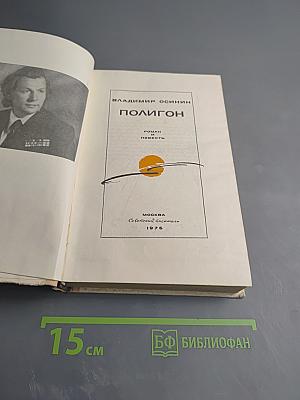 ВЛАДИМИР ОСИНИН
ПОЛИГОН
РОМАН
И
ПОВЕСТЬ
МОСКВА
Советский писатель
1976
15 см
БФ БИБЛИОФАН